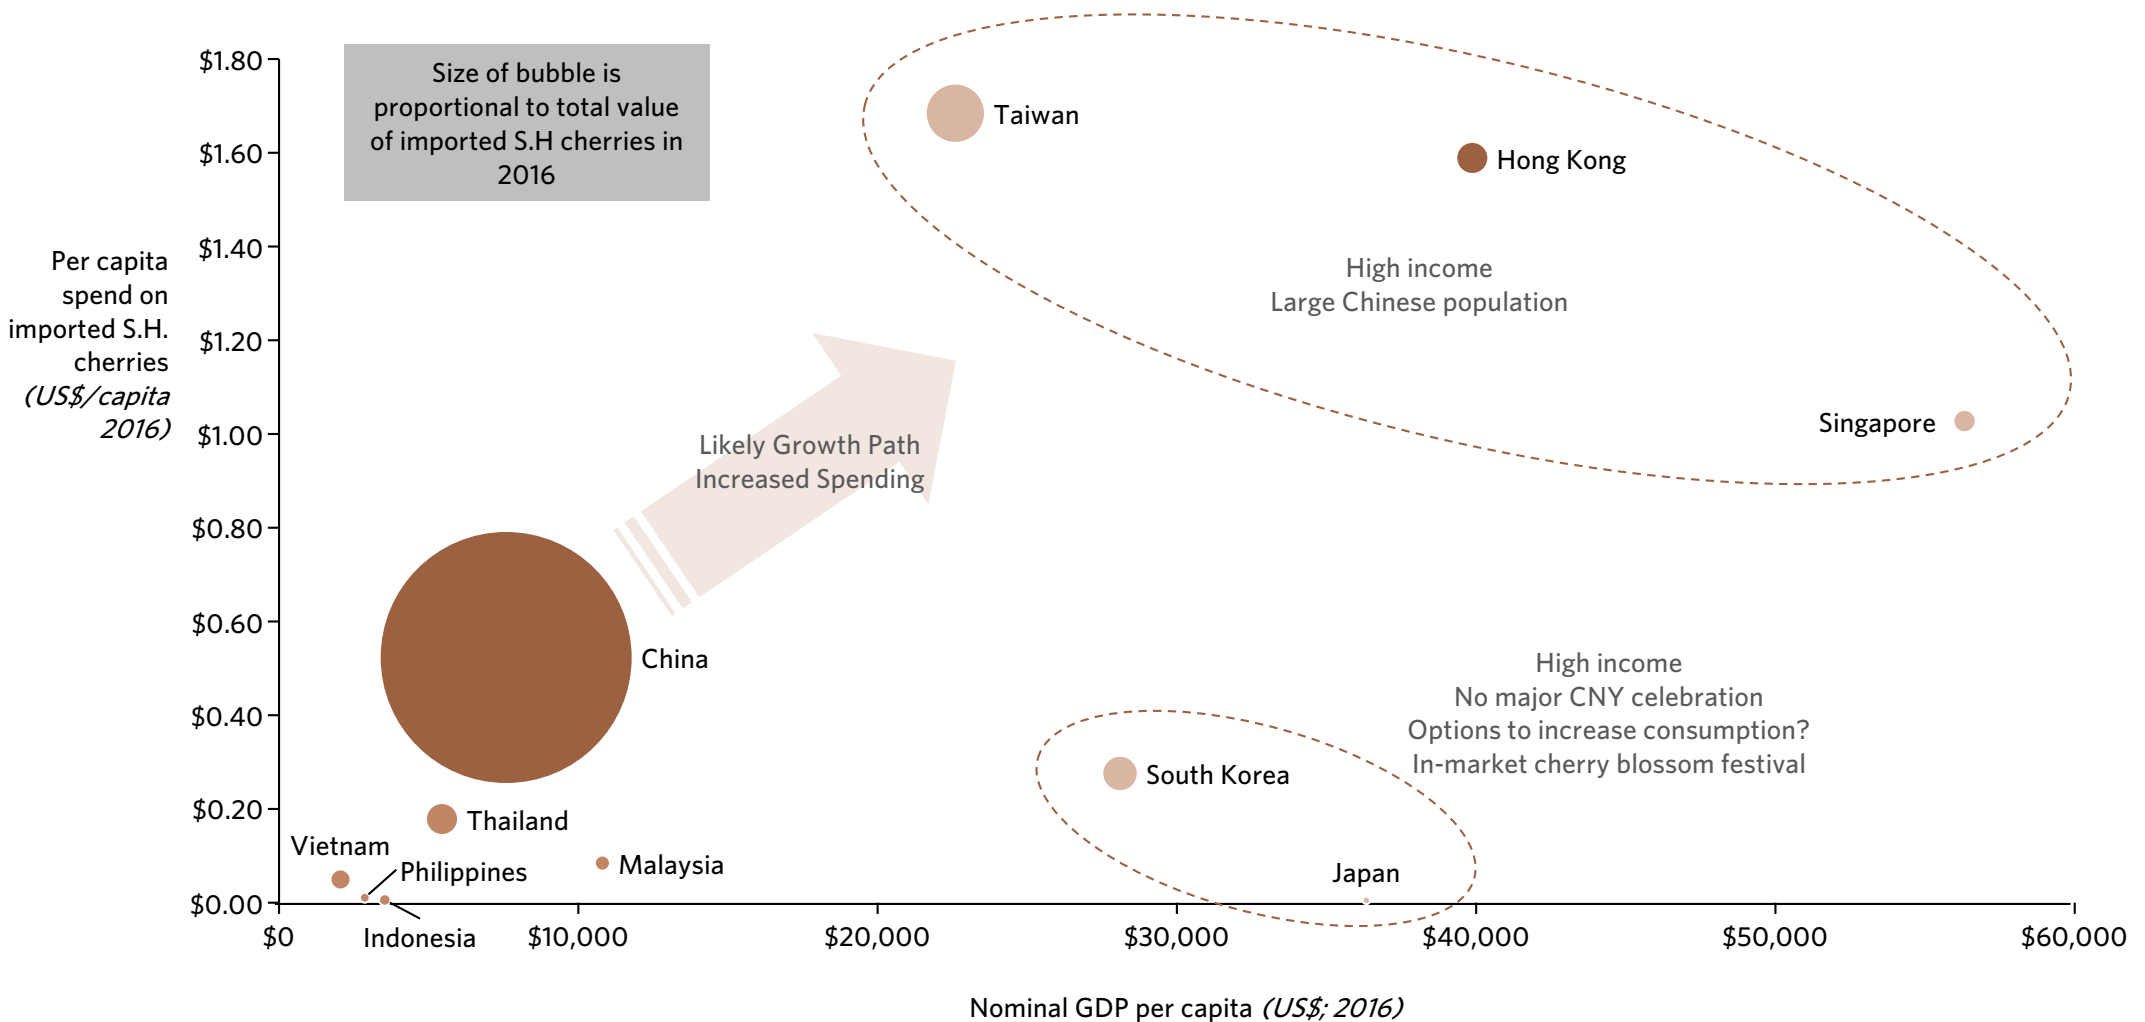 $1.80
$1.60
$1.40
$1.20
$1.00
$0.80
$0.60
$0.40
$0.20
$0.00
Per capita
spend on
imported S.H.
cherries
(US$/capita
2016)
Size of bubble is
proportional to total value
of imported S.H cherries in
2016
Taiwan
Hong Kong
High income
Large Chinese population
Singapore
Likely Growth Path
Increased Spending
China
High income
No major CNY celebration
Options to increase consumption?
In-market cherry blossom festival
South Korea
Japan
Thailand
Vietnam
Philippines
Malaysia
Indonesia
$0
$10,000
$20,000
$30,000
$40,000
$50,000
$60,000
Nominal GDP per capita (US$; 2016)